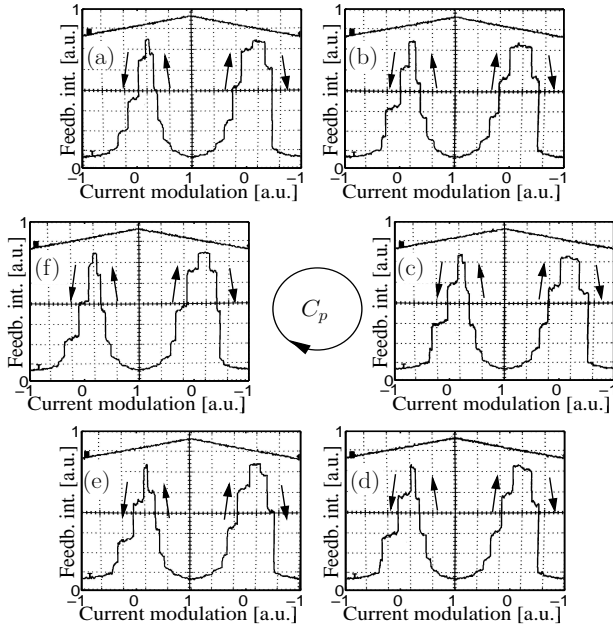 1
(a)
Feedb. int. [a.u.]
0
−1 0 1 0 −1
Current modulation [a.u.]
1
(b)
Feedb. int. [a.u.]
0
−1 0 1 0 −1
Current modulation [a.u.]
1
(f)
Feedb. int. [a.u.]
0
−1 0 1 0 −1
Current modulation [a.u.]
C_p
1
(c)
Feedb. int. [a.u.]
0
−1 0 1 0 −1
Current modulation [a.u.]
1
(e)
Feedb. int. [a.u.]
0
−1 0 1 0 −1
Current modulation [a.u.]
1
(d)
Feedb. int. [a.u.]
0
−1 0 1 0 −1
Current modulation [a.u.]